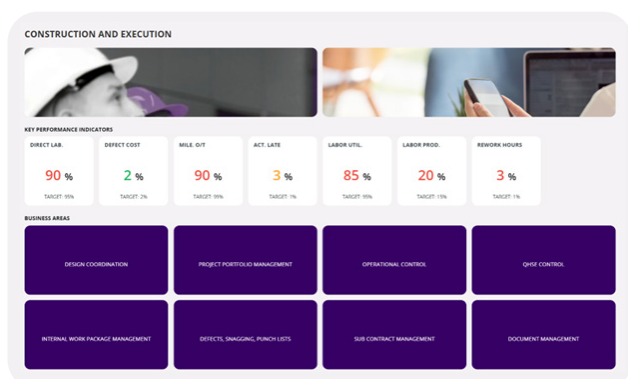 CONSTRUCTION AND EXECUTION
KEY PERFORMANCE INDICATORS
DIRECT LAB.
90 %
TARGET: 95%
DEFECT COST
2 %
TARGET: 2%
MILE. O/T
90 %
TARGET: 99%
ACT. LATE
3 %
TARGET: 1%
LABOR UTIL.
85 %
TARGET: 95%
LABOR PROD.
20 %
TARGET: 15%
REWORK HOURS
3 %
TARGET: 1%
BUSINESS AREAS
DESIGN COORDINATION
PROJECT PORTFOLIO MANAGEMENT
OPERATIONAL CONTROL
QHSE CONTROL
INTERNAL WORK PACKAGE MANAGEMENT
DEFECTS, SNAGGING, PUNCH LISTS
SUB CONTRACT MANAGEMENT
DOCUMENT MANAGEMENT